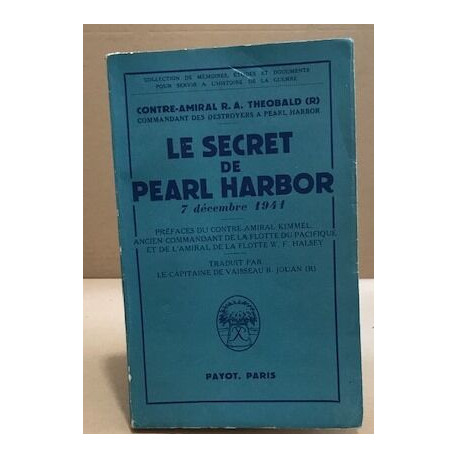 COLLECTION DE MÉMOIRES, ÉTUDES ET DOCUMENTS
POUR SERVIR A L'HISTOIRE DE LA GUERRE
CONTRE-AMIRAL R. A. THEOBALD (R)
COMMANDANT DES DESTROYERS A PEARL HARBOR
LE SECRET
DE
PEARL HARBOR
7 décembre 1941
PRÉFACES DU CONTRE-AMIRAL KIMMEL,
ANCIEN COMMANDANT DE LA FLOTTE DU PACIFIQUE
ET DE L'AMIRAL DE LA FLOTTE W. F. HALSEY
TRADUIT PAR
LE CAPITAINE DE VAISSEAU R. JOUAN (R)
PAYOT, PARIS